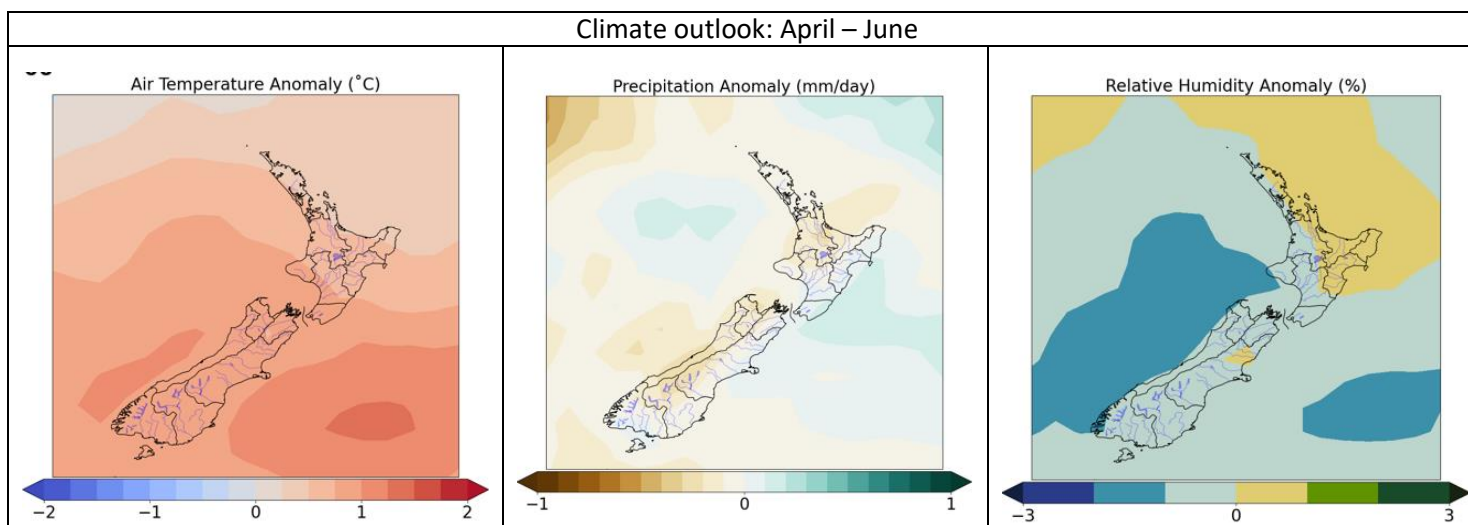 Climate outlook: April – June
Air Temperature Anomaly (˚C)
−2 −1 0 1 2
Precipitation Anomaly (mm/day)
−1 0 1
Relative Humidity Anomaly (%)
−3 0 3